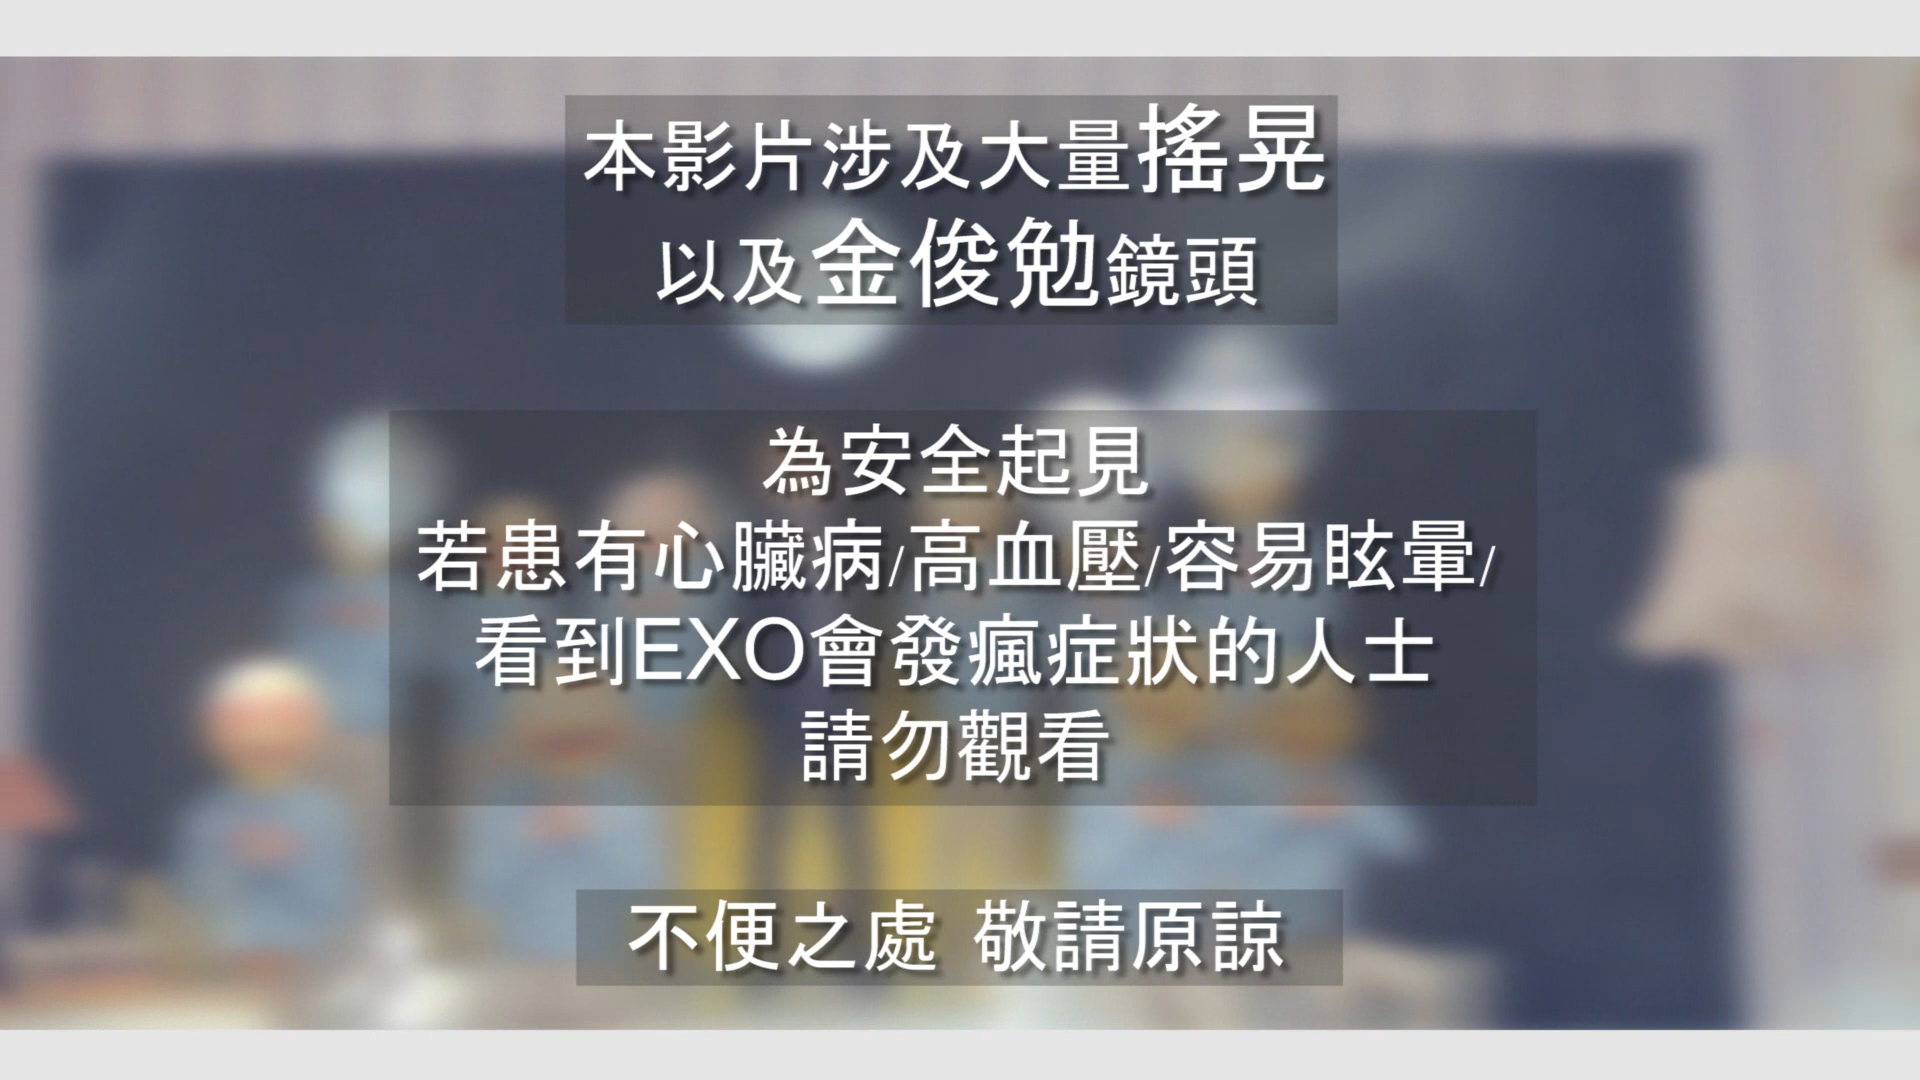 本影片涉及大量搖晃
以及金俊勉鏡頭
為安全起見
若患有心臟病/高血壓/容易眩暈/
看到EXO會發瘋症狀的人士
請勿觀看
不便之處 敬請原諒